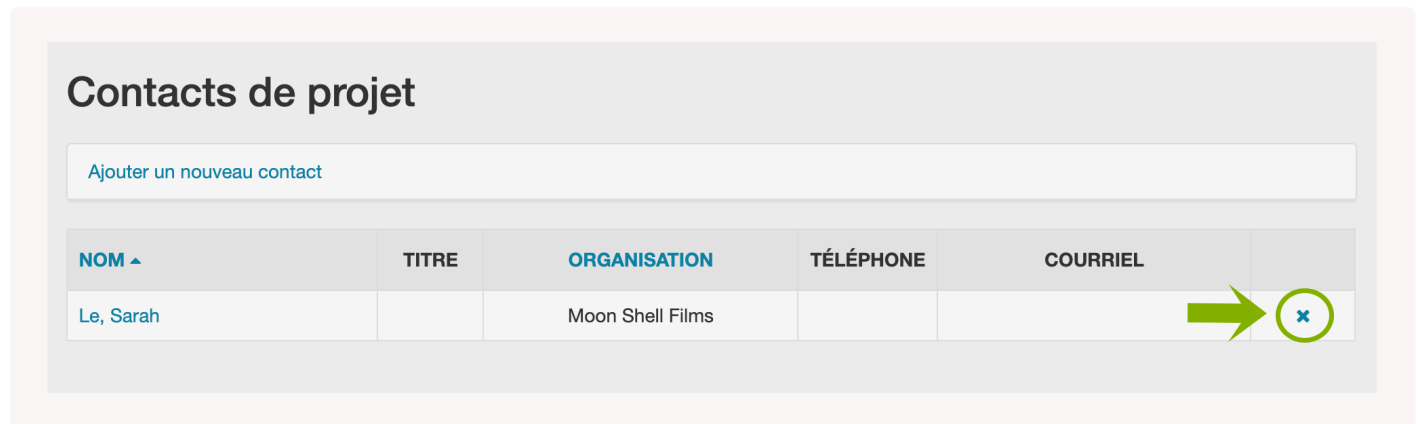 Contacts de projet
Ajouter un nouveau contact
NOM TITRE ORGANISATION TÉLÉPHONE COURRIEL
Le, Sarah Moon Shell Films